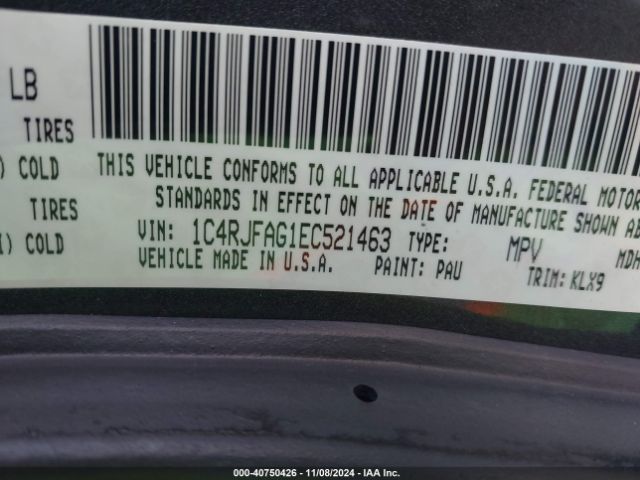 LB
TIRES
) COLD
TIRES
I) COLD
THIS VEHICLE CONFORMS TO ALL APPLICABLE U.S.A. FEDERAL MOTOR
STANDARDS IN EFFECT ON THE DATE OF MANUFACTURE SHOWN AB
VIN: 1C4RJFAG1EC521463 TYPE: MPV MDH
VEHICLE MADE IN U.S.A. PAINT: PAU TRIM: KLX9
000-40750426 - 11/08/2024 - IAA Inc.